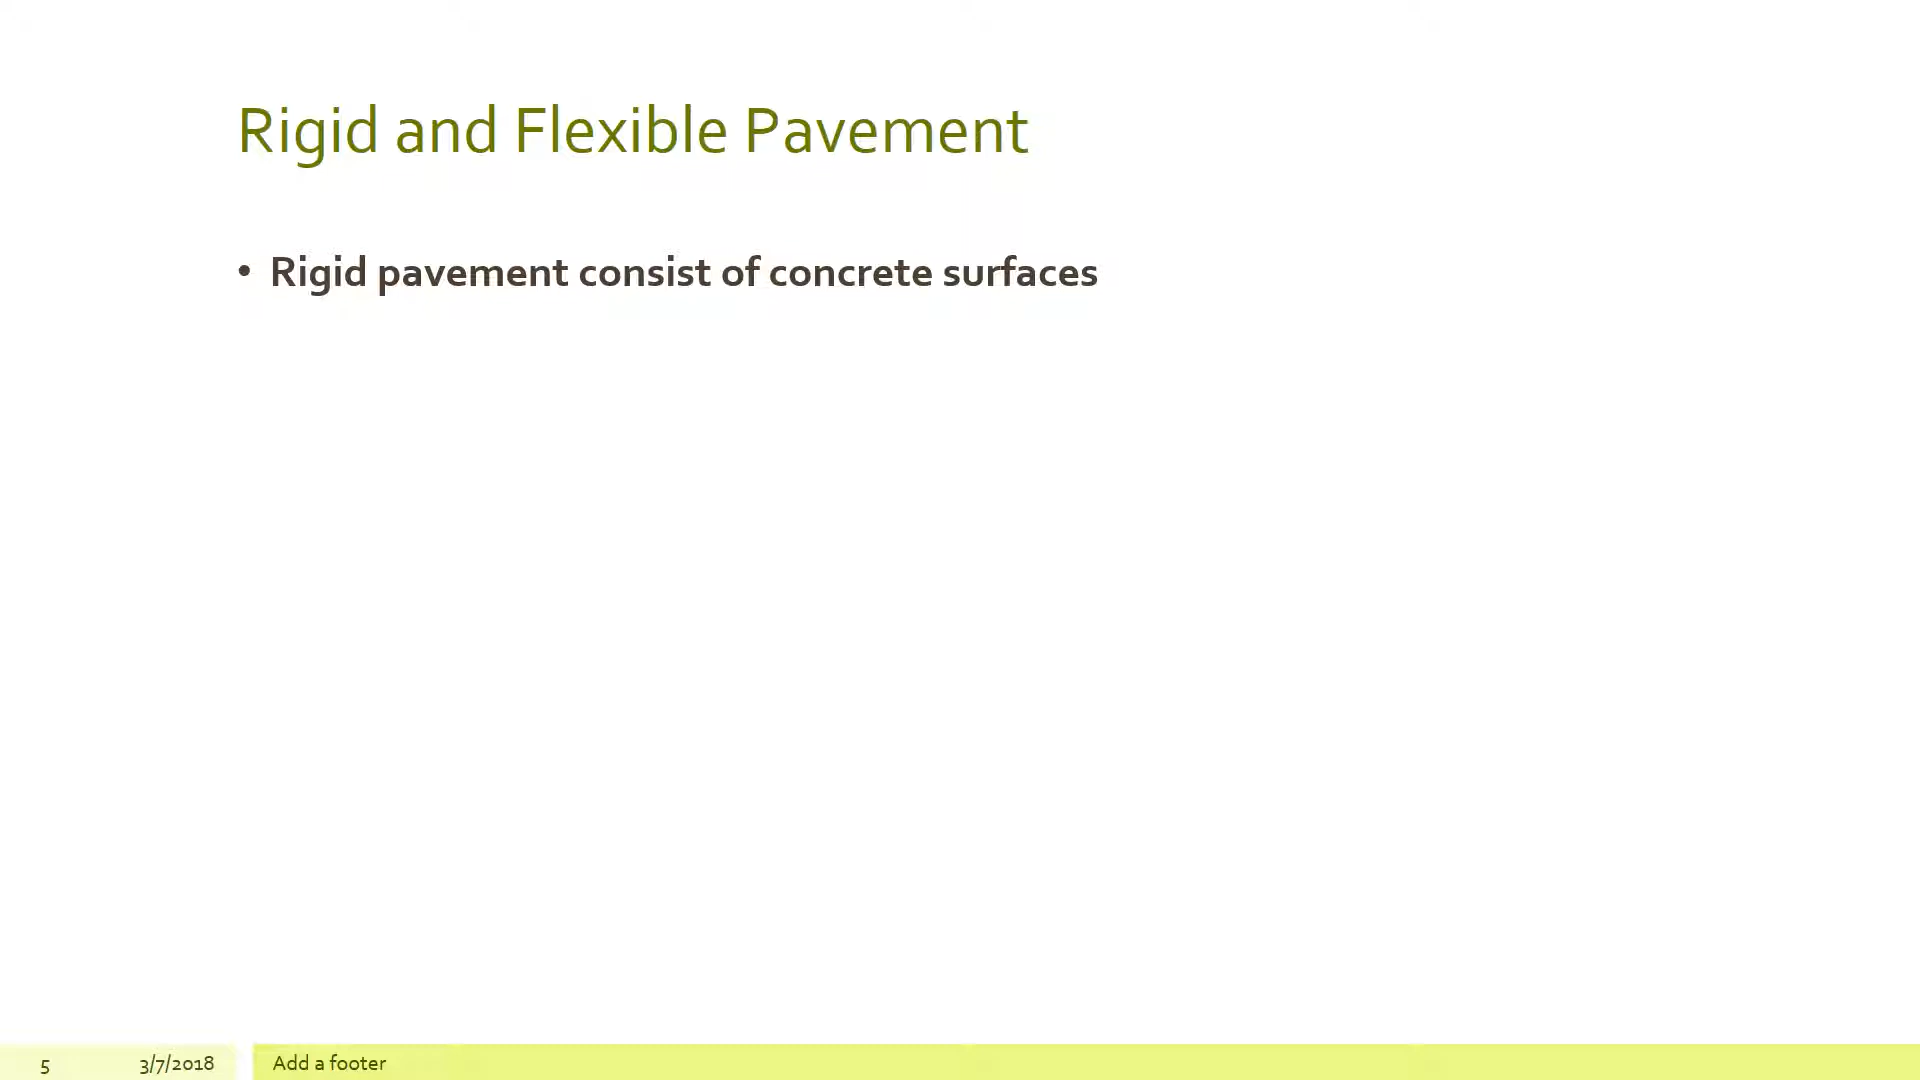 Rigid and Flexible Pavement
• Rigid pavement consist of concrete surfaces
5 3/7/2018 Add a footer